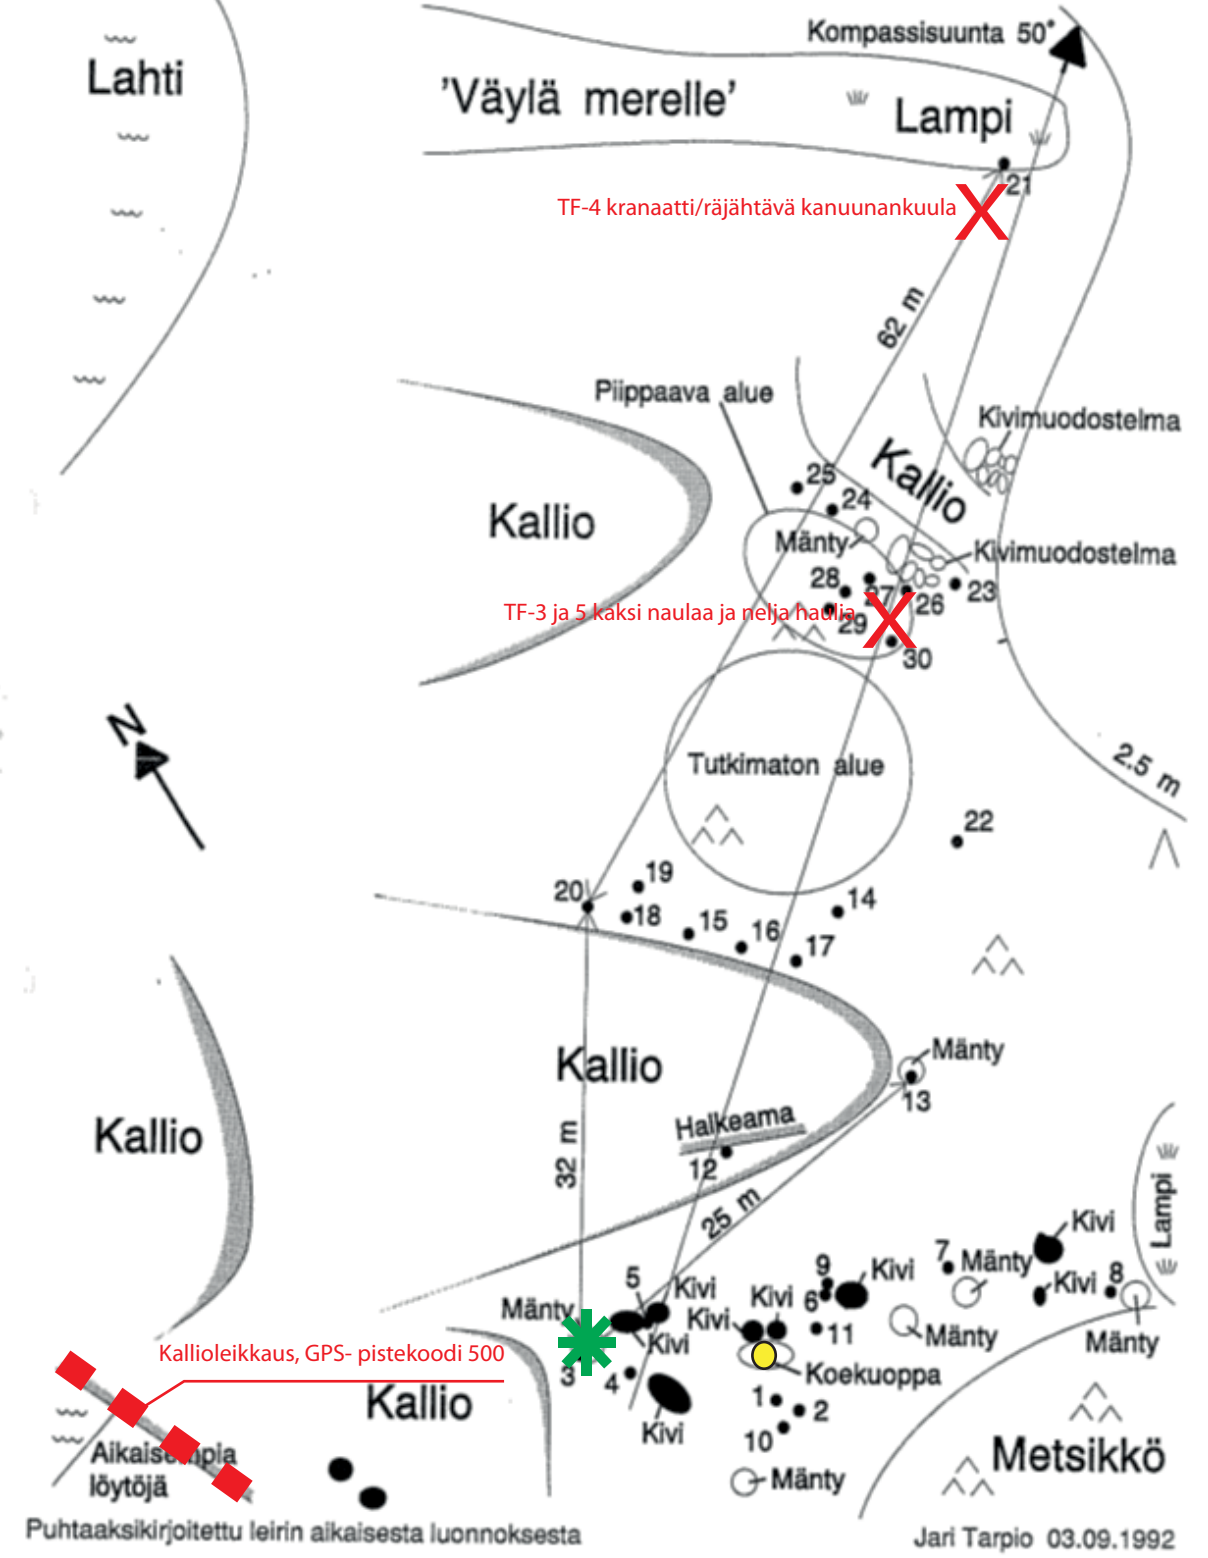 Kompassisuunta 50°
Lahti
'Väylä merelle'
Lampi
21
TF-4 kranaatti/räjähtävä kanuunankuula
X
62 m
Piippaava alue
Kivimuodostelma
Kallio
25
24
Kallio
Mänty
Kivimuodostelma
28
27
26
23
TF-3 ja 5 kaksi naulaa ja nelja haulia
X
29
30
N
Tutkimaton alue
2.5 m
22
19
20
18
15
16
14
17
Kallio
Mänty
13
Kallio
Halkeama
12
32 m
25 m
Lampi
Kivi
7
Mänty
9
Kivi
5
Kivi
Kivi
6
Kivi
8
Mänty
Kivi
11
Mänty
Mänty
Kivi
Kallioleikkaus, GPS- pistekoodi 500
3
4
Koekuoppa
Kallio
1
2
Kivi
10
Aikaisempia
löytöjä
Mänty
Metsikkö
Puhtaaksikirjoitettu leirin aikaisesta luonnoksesta
Jari Tarpio 03.09.1992